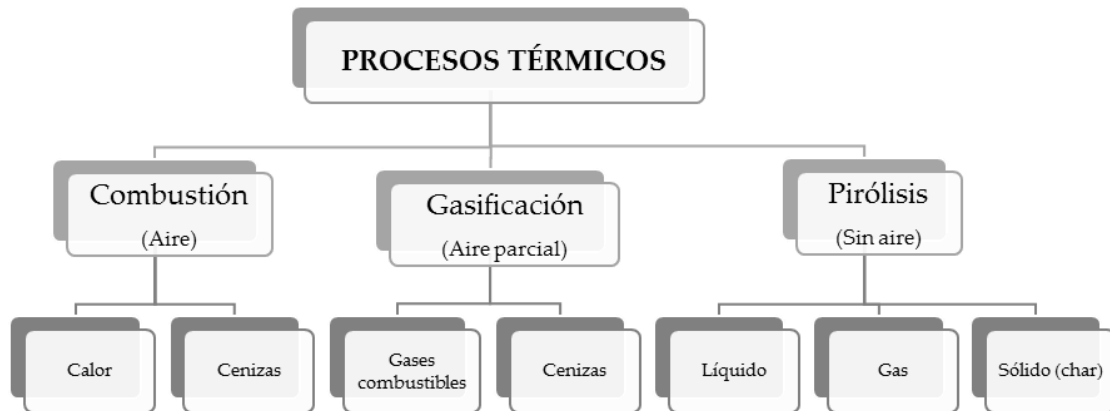 PROCESOS TÉRMICOS
Combustión
(Aire)
Gasificación
(Aire parcial)
Pirólisis
(Sin aire)
Calor
Cenizas
Gases
combustibles
Cenizas
Líquido
Gas
Sólido (char)